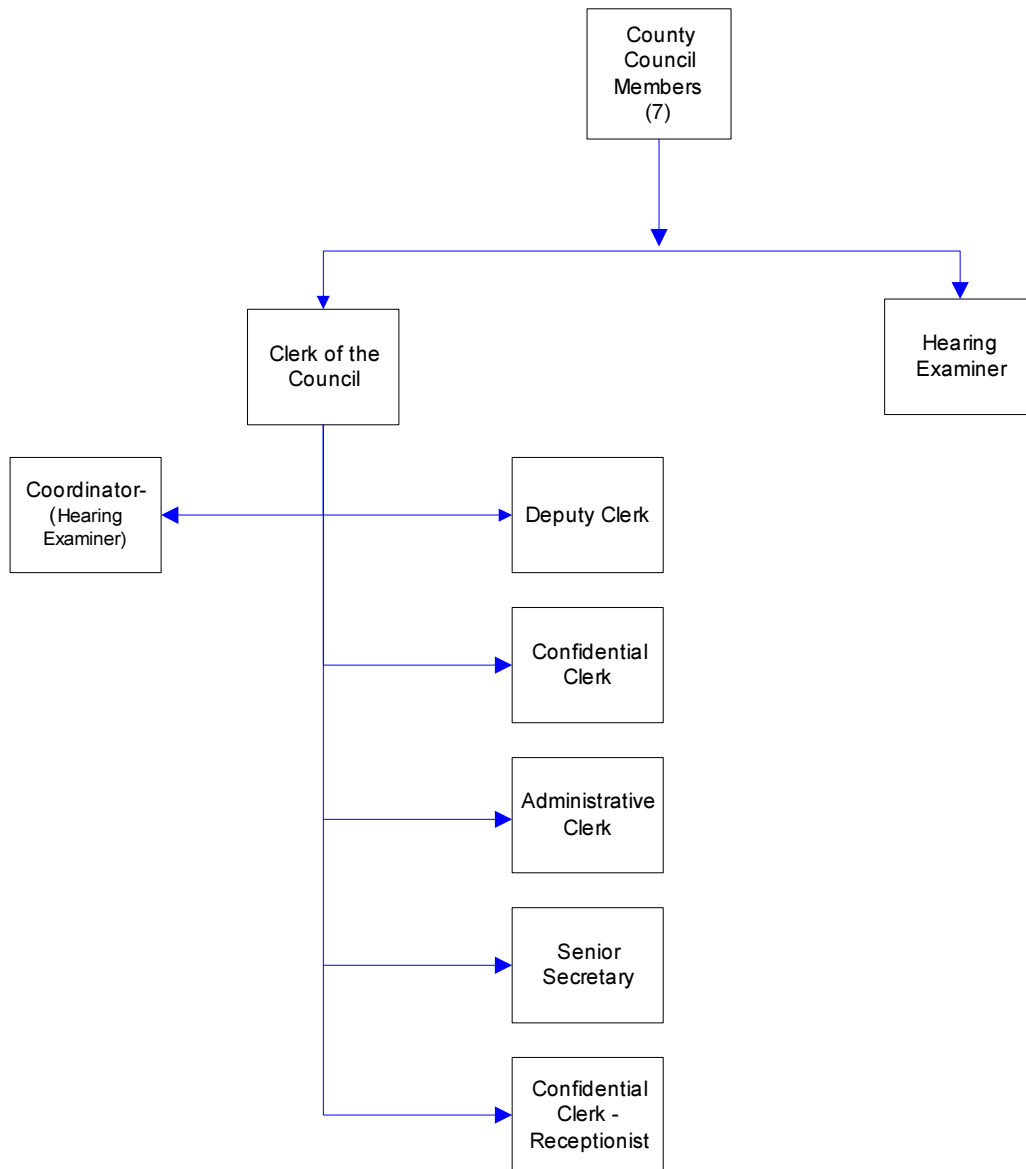 County
Council
Members
(7)
Clerk of the
Council
Hearing
Examiner
Coordinator-
(Hearing
Examiner)
Deputy Clerk
Confidential
Clerk
Administrative
Clerk
Senior
Secretary
Confidential
Clerk -
Receptionist